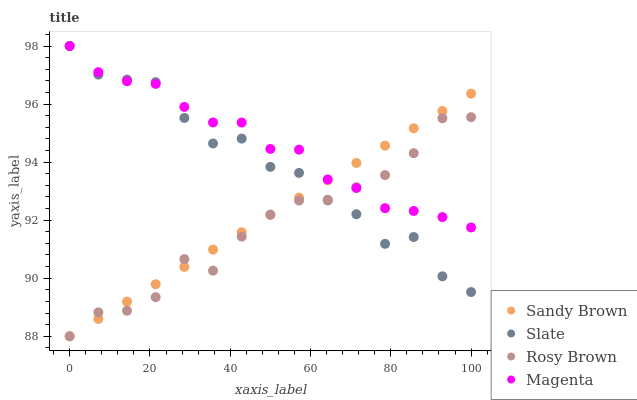 title
yaxis_label
98
96
94
92
90
88
0
20
40
60
80
100
xaxis_label
Sandy Brown
Slate
Rosy Brown
Magenta